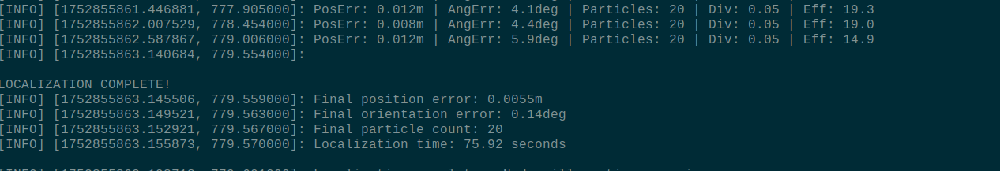 [INFO] [1752855861.446881, 777.905000]: PosErr: 0.012m | AngErr: 4.1deg | Particles: 20 | Div: 0.05 | Eff: 19.3
[INFO] [1752855862.007529, 778.454000]: PosErr: 0.008m | AngErr: 4.4deg | Particles: 20 | Div: 0.05 | Eff: 19.0
[INFO] [1752855862.587867, 779.006000]: PosErr: 0.012m | AngErr: 5.9deg | Particles: 20 | Div: 0.05 | Eff: 14.9
[INFO] [1752855863.140684, 779.554000]:
LOCALIZATION COMPLETE!
[INFO] [1752855863.145506, 779.559000]: Final position error: 0.0055m
[INFO] [1752855863.149521, 779.563000]: Final orientation error: 0.14deg
[INFO] [1752855863.152921, 779.567000]: Final particle count: 20
[INFO] [1752855863.155873, 779.570000]: Localization time: 75.92 seconds